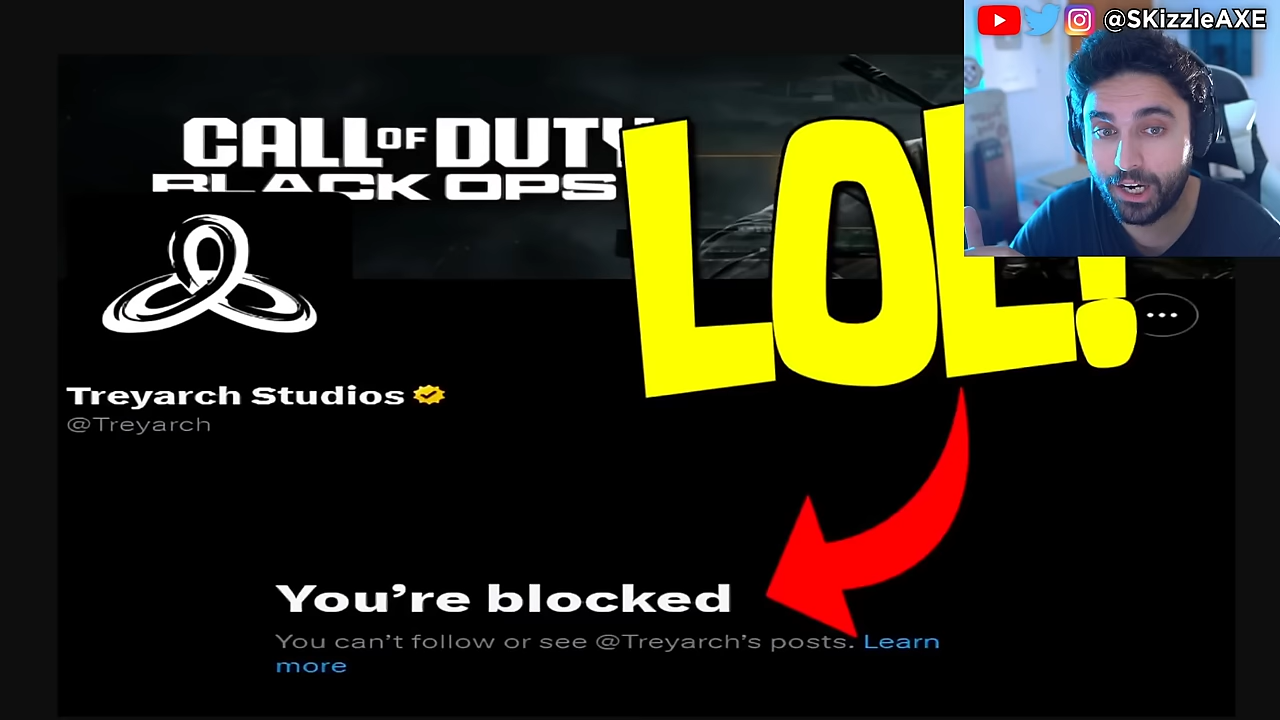 @SKizzleAXE
CALL OF DUTY
BLACK OPS
LOL!
Treyarch Studios
@Treyarch
You’re blocked
You can’t follow or see @Treyarch’s posts. Learn
more